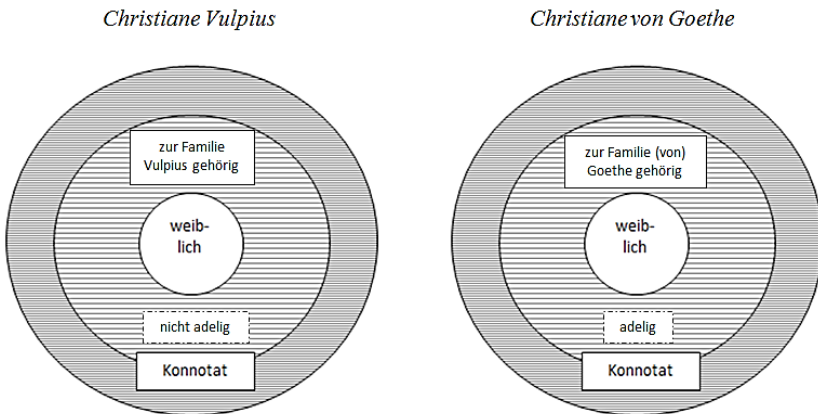 Christiane Vulpius
zur Familie
Vulpius gehörig
weib-
lich
nicht adelig
Konnotat
Christiane von Goethe
zur Familie (von)
Goethe gehörig
weib-
lich
adelig
Konnotat